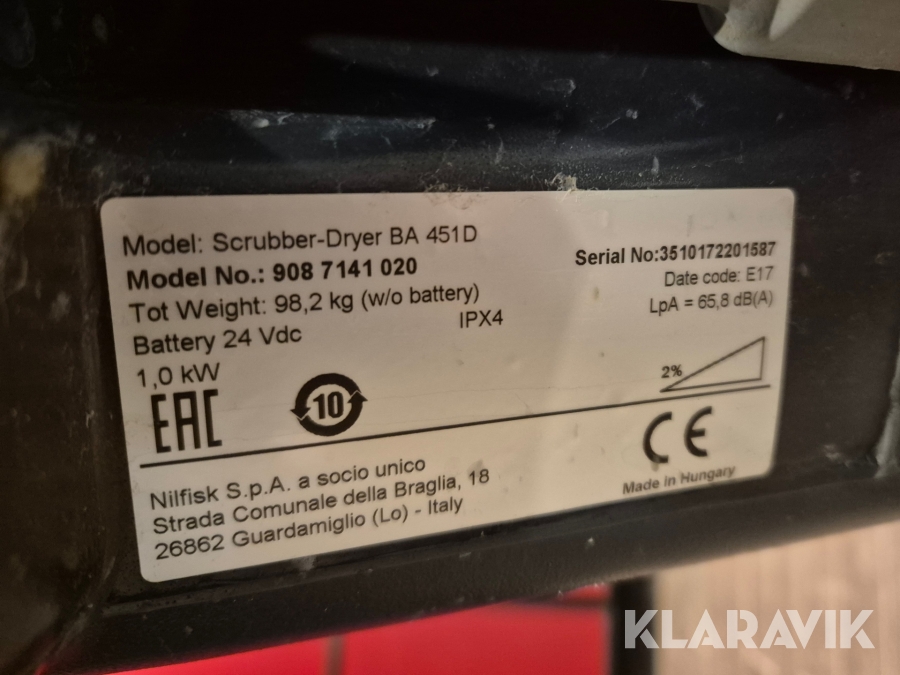 Model: Scrubber-Dryer BA 451D
Model No.: 908 7141 020
Tot Weight: 98,2 kg (w/o battery)
Battery 24 Vdc
IPX4
1,0 kW
Serial No:3510172201587
Date code: E17
LpA = 65,8 dB(A)
2%
EAC
10
CE
Nilfisk S.p.A. a socio unico
Strada Comunale della Braglia, 18
26862 Guardamiglio (Lo) - Italy
Made in Hungary
KLARAVIK